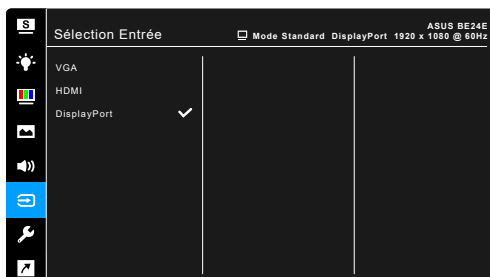 S
ASUS BE24E
Sélection Entrée
Mode Standard DisplayPort 1920 x 1080 @ 60Hz
VGA
HDMI
DisplayPort